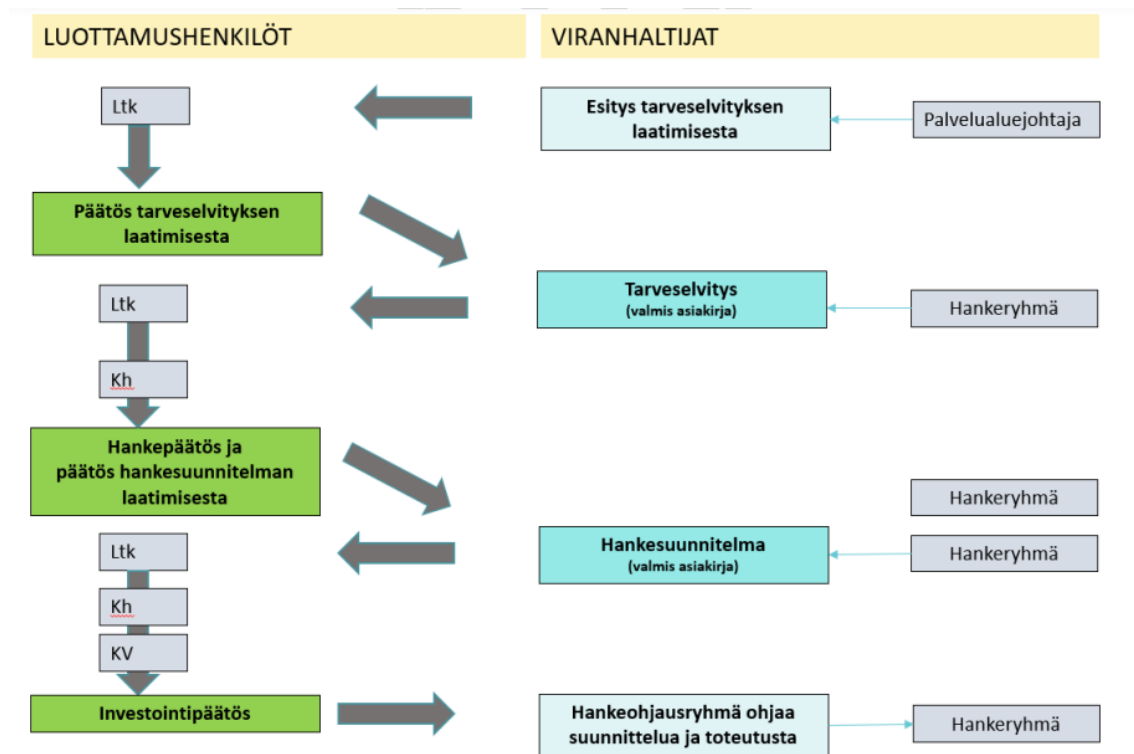 LUOTTAMUSHENKILÖT
VIRANHALTIJAT
Ltk
Esitys tarveselvityksen
laatimisesta
Palvelualuejohtaja
Päätös tarveselvityksen
laatimisesta
Ltk
Tarveselvitys
(valmis asiakirja)
Hankeryhmä
Kh
Hankepäätös ja
päätös hankesuunnitelman
laatimisesta
Hankeryhmä
Ltk
Hankesuunnitelma
(valmis asiakirja)
Hankeryhmä
Kh
KV
Investointipäätös
Hankeohjausryhmä ohjaa
suunnittelua ja toteutusta
Hankeryhmä